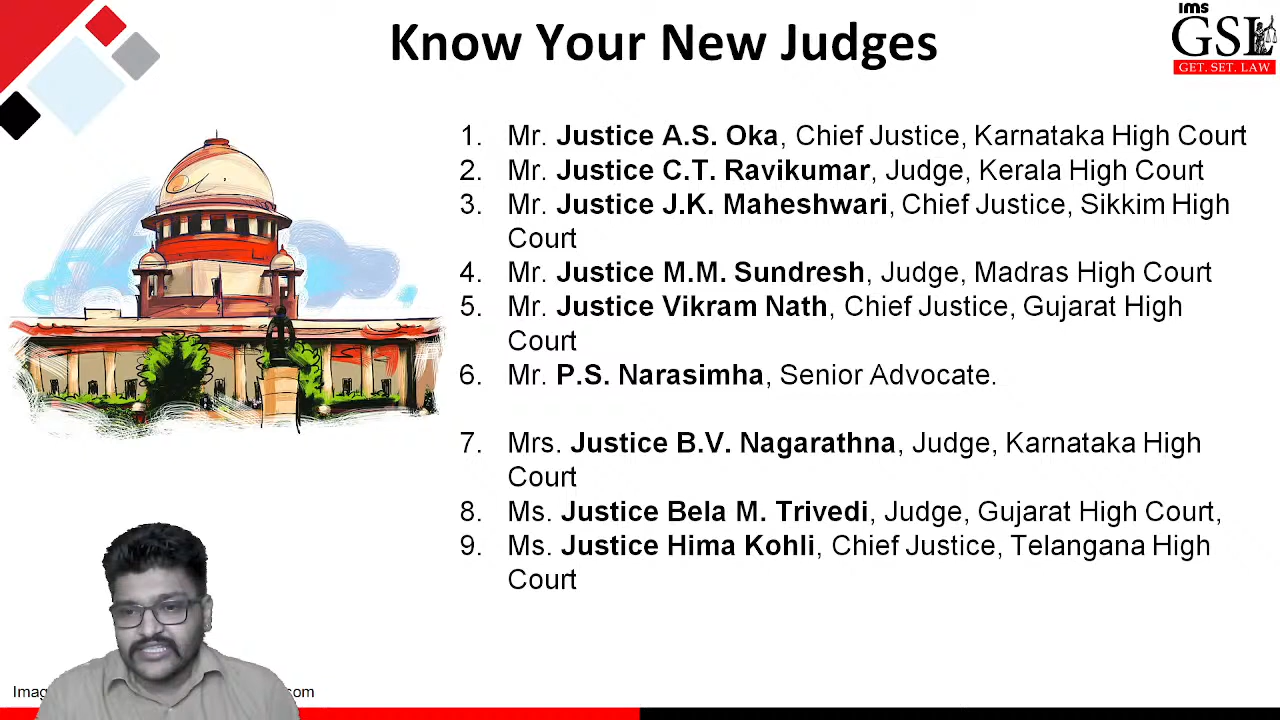 Know Your New Judges
ims
GSL
GET. SET. LAW
1. Mr. Justice A.S. Oka, Chief Justice, Karnataka High Court
2. Mr. Justice C.T. Ravikumar, Judge, Kerala High Court
3. Mr. Justice J.K. Maheshwari, Chief Justice, Sikkim High
Court
4. Mr. Justice M.M. Sundresh, Judge, Madras High Court
5. Mr. Justice Vikram Nath, Chief Justice, Gujarat High
Court
6. Mr. P.S. Narasimha, Senior Advocate.
7. Mrs. Justice B.V. Nagarathna, Judge, Karnataka High
Court
8. Ms. Justice Bela M. Trivedi, Judge, Gujarat High Court,
9. Ms. Justice Hima Kohli, Chief Justice, Telangana High
Court
com